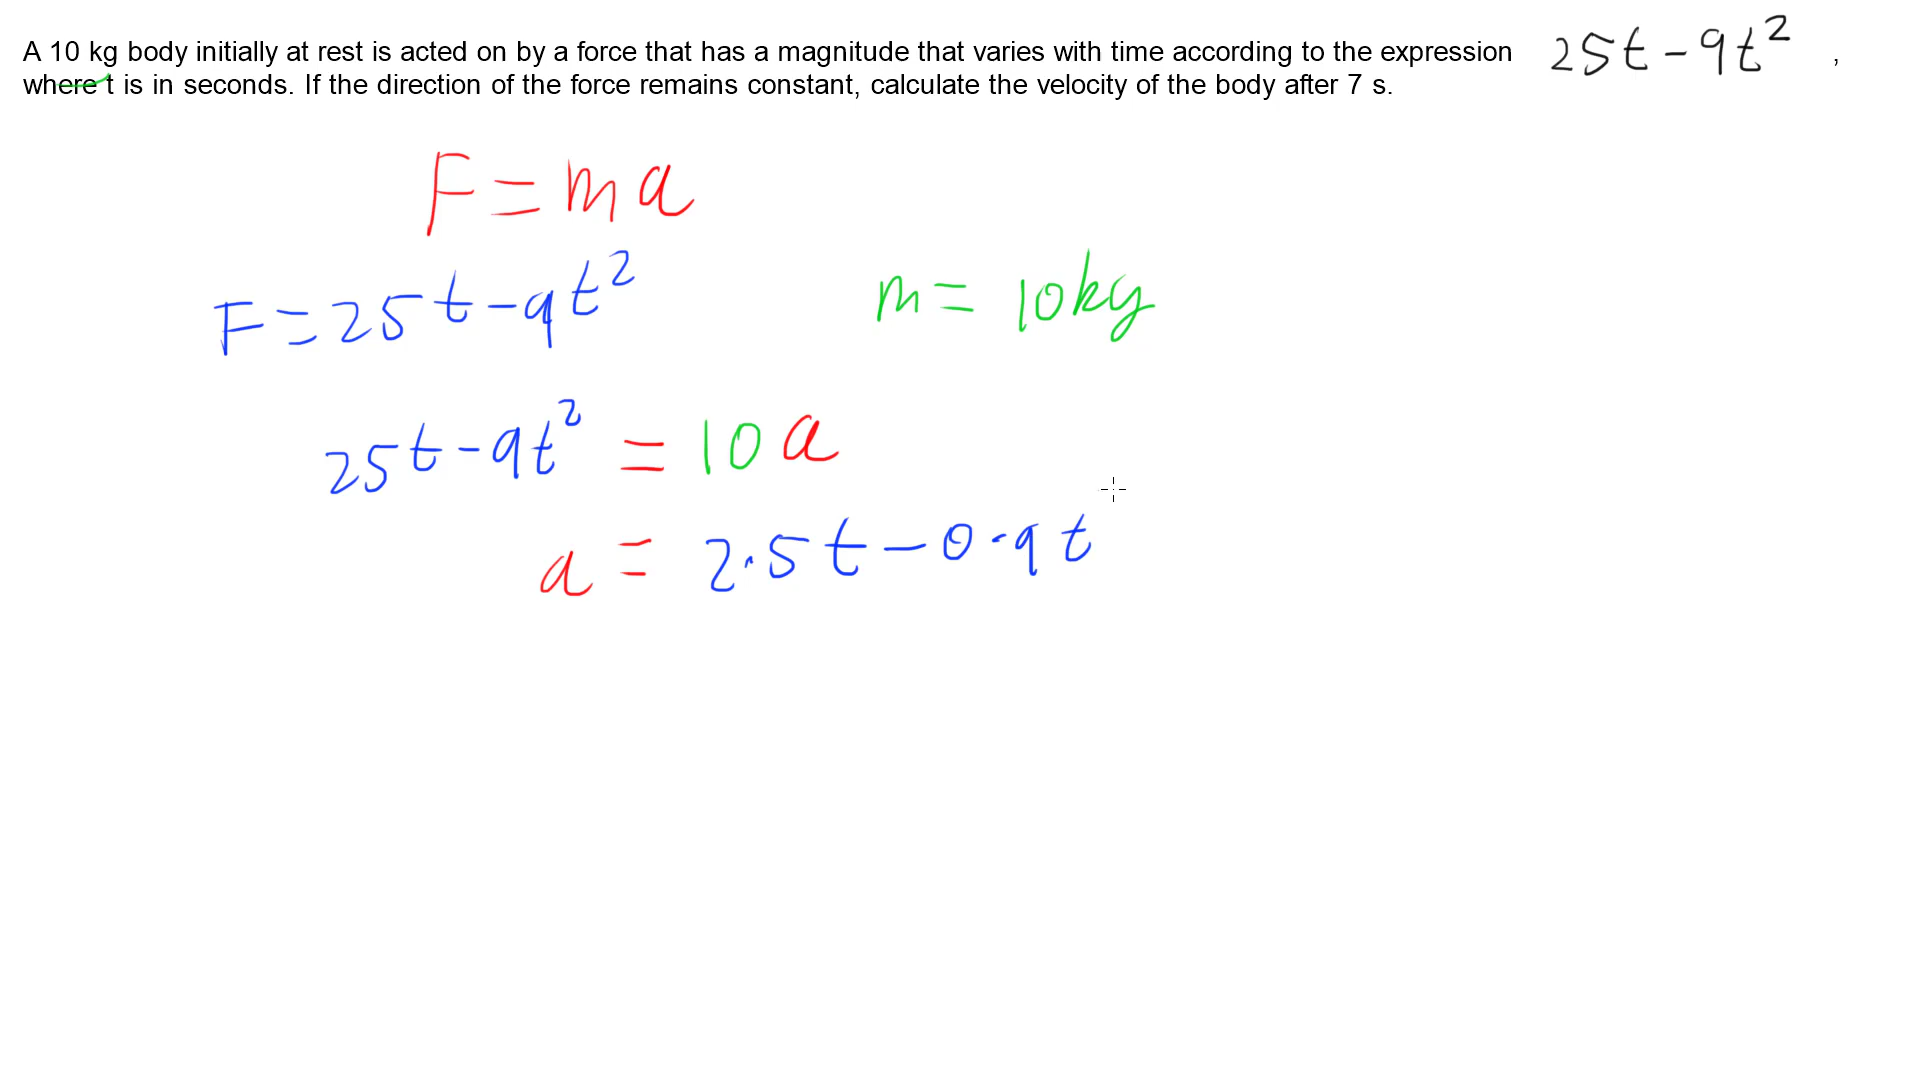 A 10 kg body initially at rest is acted on by a force that has a magnitude that varies with time according to the expression 25t - 9t² ,
where t is in seconds. If the direction of the force remains constant, calculate the velocity of the body after 7 s.
F = ma
F = 25t - 9t² m = 10kg
25t - 9t² = 10a
a = 2.5t - 0.9t